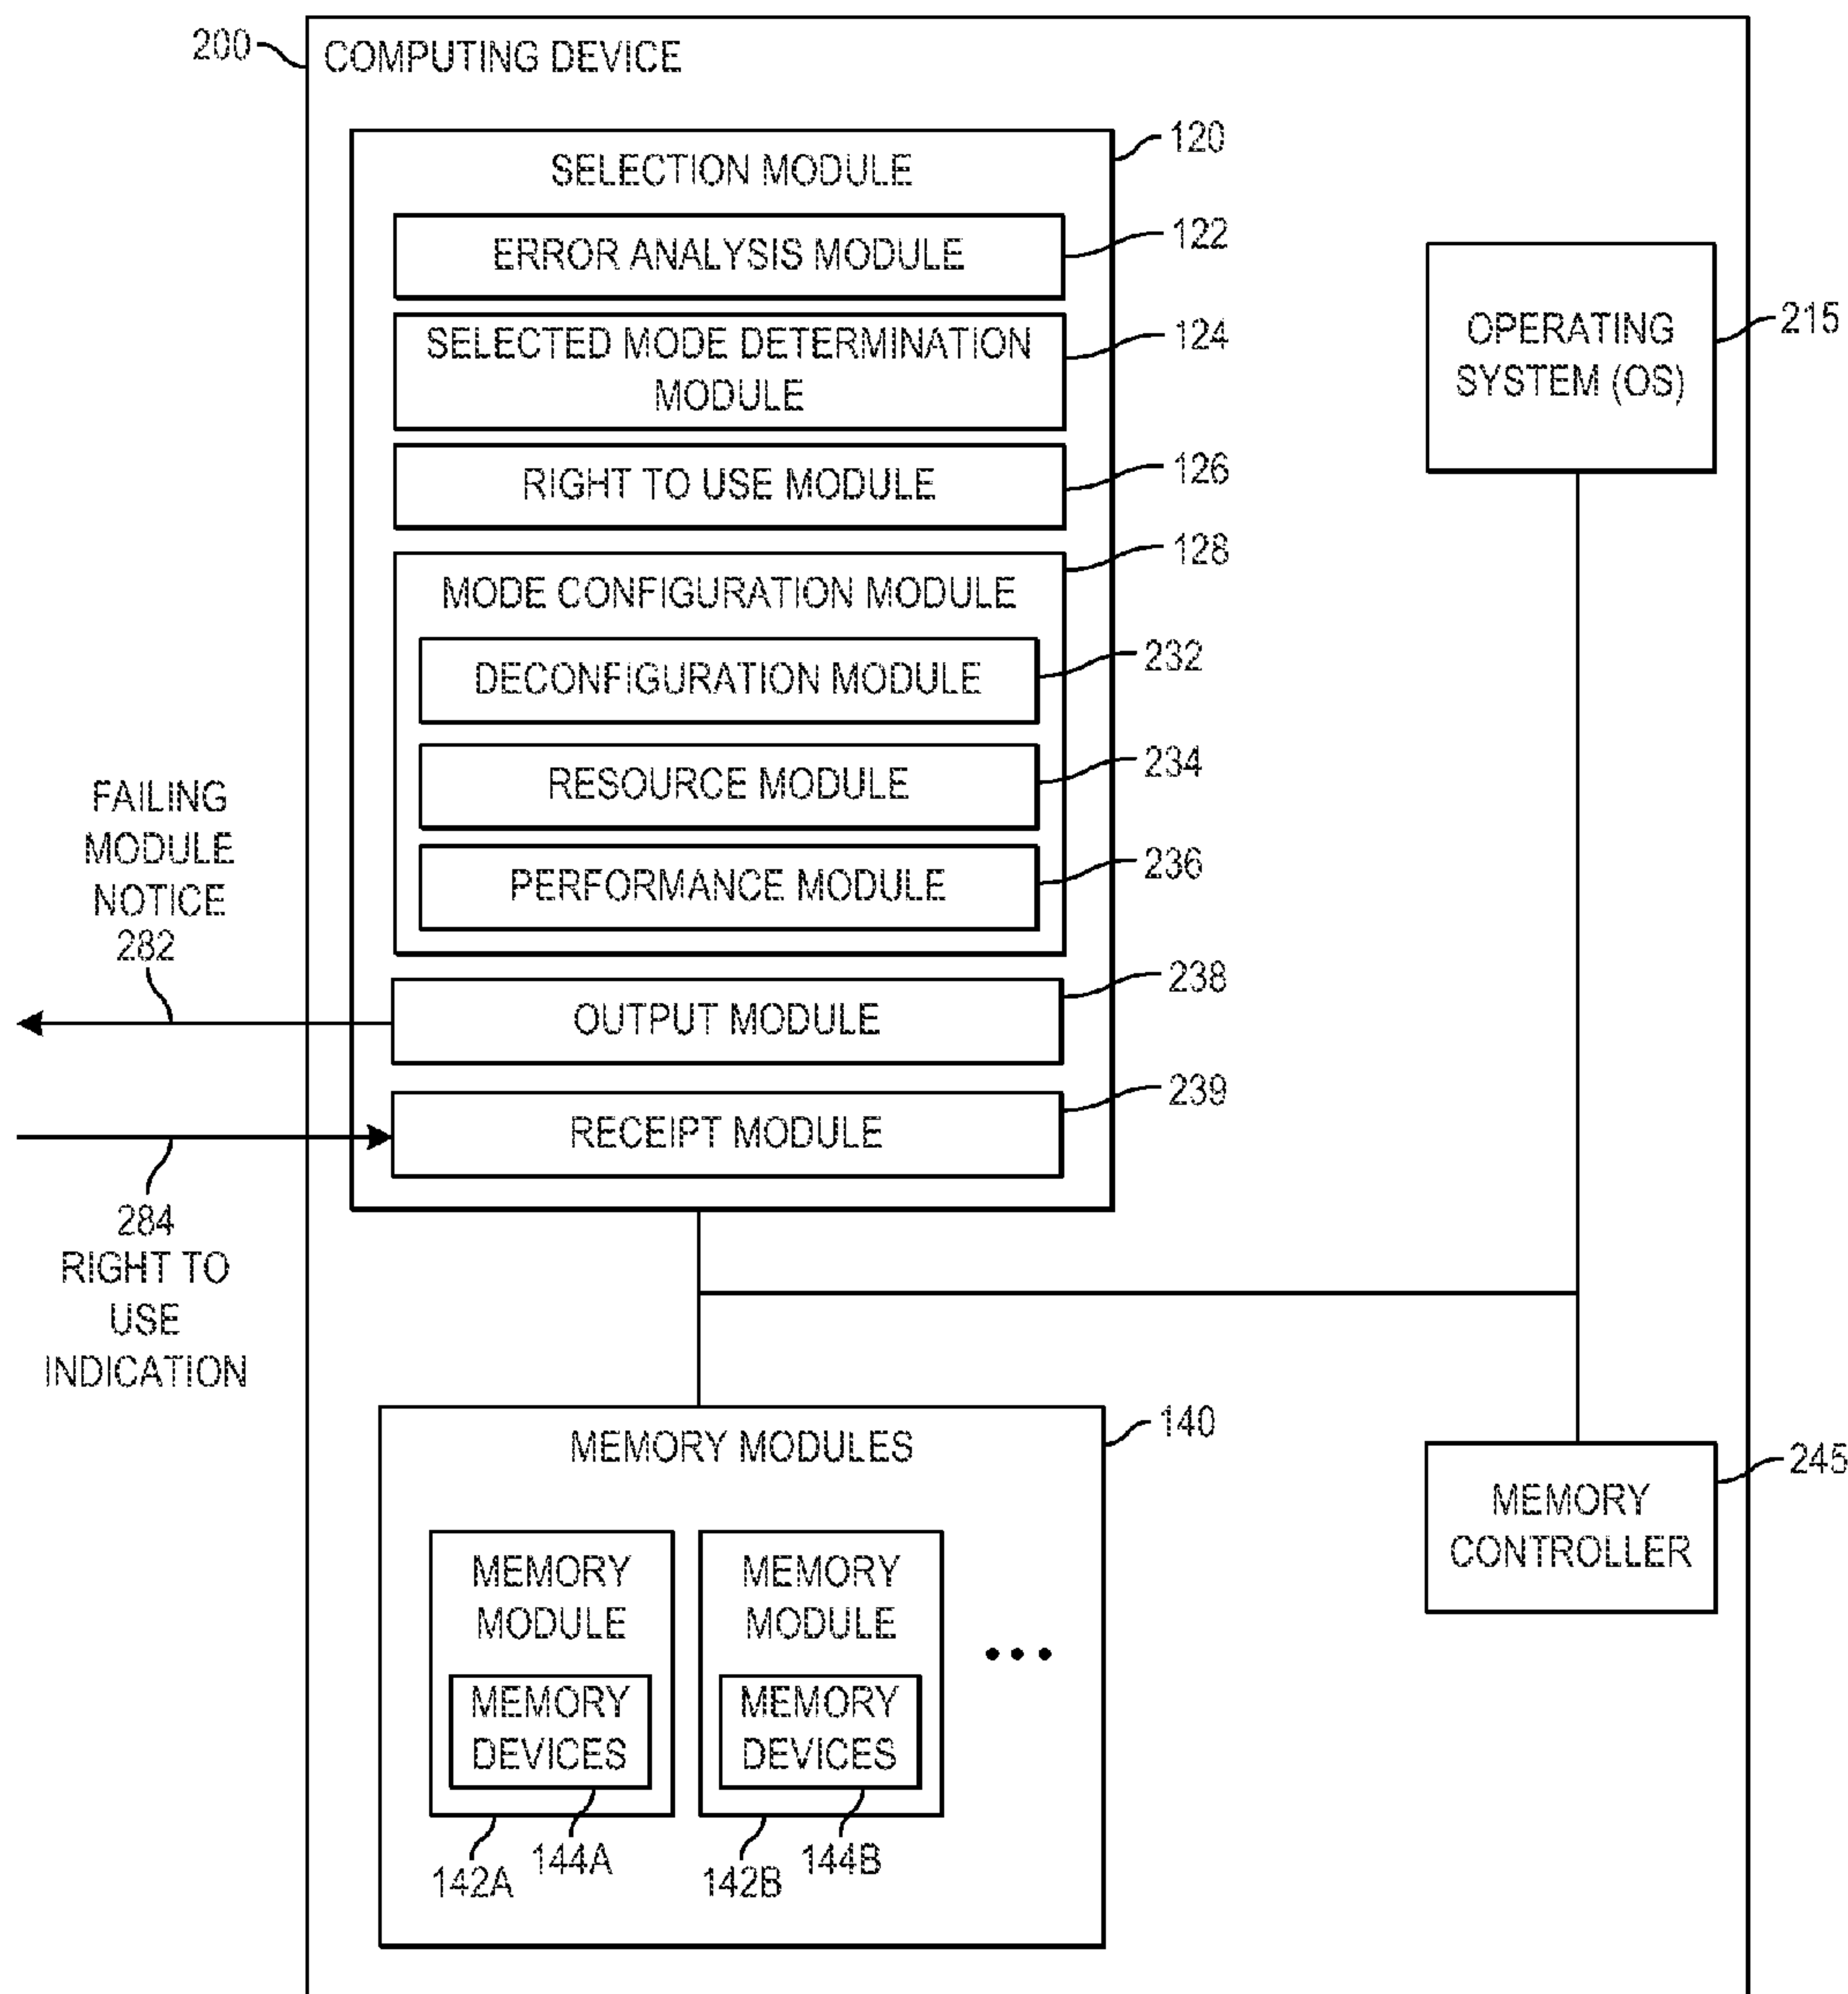 200
COMPUTING DEVICE
120
SELECTION MODULE
ERROR ANALYSIS MODULE
122
SELECTED MODE DETERMINATION
MODULE
124
RIGHT TO USE MODULE
126
MODE CONFIGURATION MODULE
128
DECONFIGURATION MODULE
232
RESOURCE MODULE
234
PERFORMANCE MODULE
236
OUTPUT MODULE
238
RECEIPT MODULE
239
FAILING
MODULE
NOTICE
282
284
RIGHT TO
USE
INDICATION
OPERATING
SYSTEM (OS)
215
MEMORY MODULES
140
MEMORY
MODULE
MEMORY
DEVICES
142A
144A
MEMORY
MODULE
MEMORY
DEVICES
142B
144B
•••
MEMORY
CONTROLLER
245